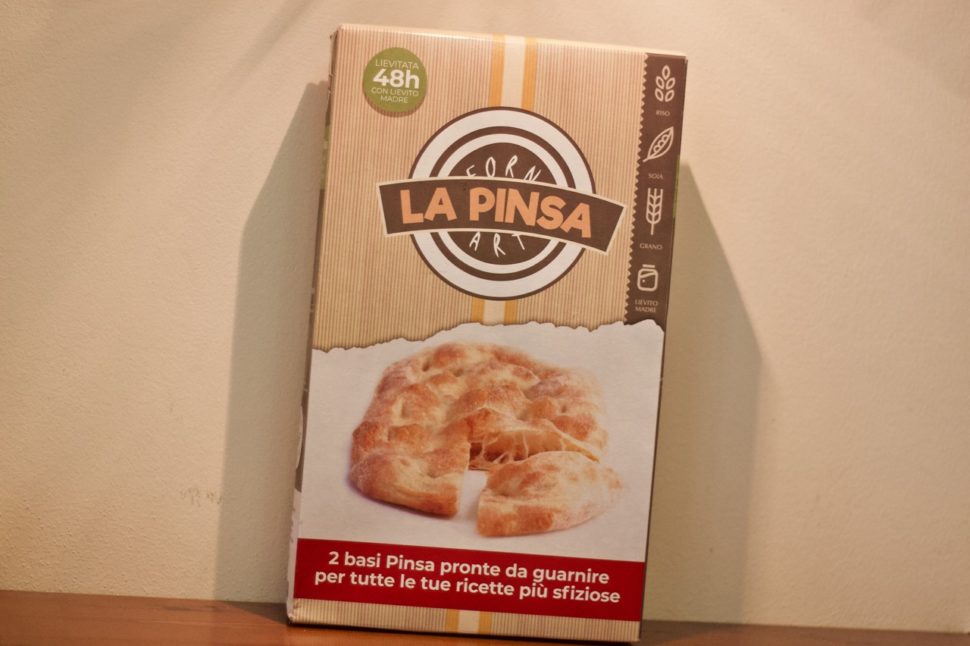 LIEVITATA
48h
CON LIEVITO
MADRE
FORN
LA PINSA
ART
RISO
SOIA
GRANO
LIEVITO
MADRE
2 basi Pinsa pronte da guarnire
per tutte le tue ricette più sfiziose